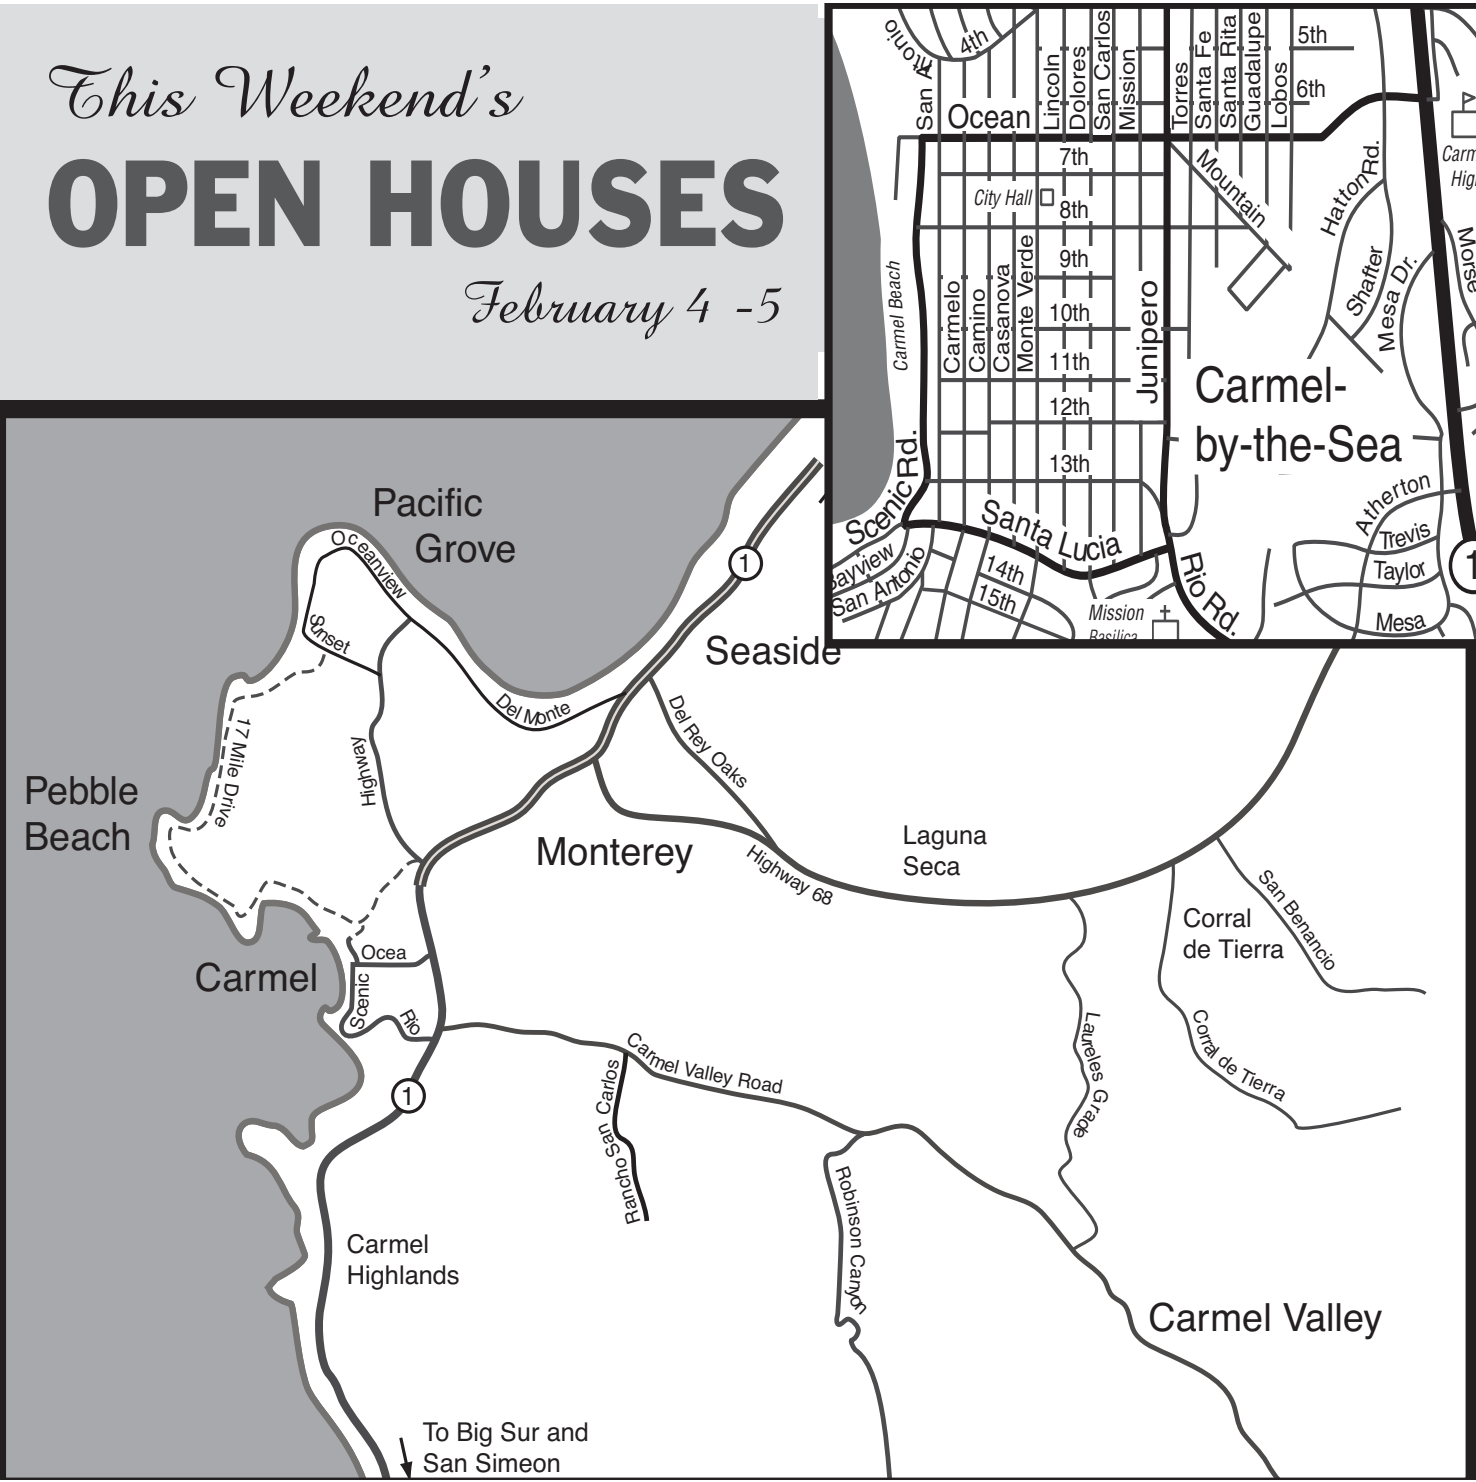 This Weekend's
OPEN HOUSES
February 4 -5
San Antonio
4th
Lincoln
Dolores
San Carlos
Mission
Torres
Santa Fe
Santa Rita
Guadalupe
Lobos
5th
6th
Ocean
7th
City Hall
8th
Mountain
Hatton Rd.
Carm
Hig
Morse
Shafter
Mesa Dr.
9th
Carmel Beach
Carmelo
Camino
Casanova
Monte Verde
10th
Junipero
11th
12th
13th
Carmel-
by-the-Sea
Scenic Rd.
Santa Lucia
Bayview
San Antonio
14th
15th
Mission
Basilica
Rio Rd.
Atherton
Trevis
Taylor
Mesa
1
Pacific
Grove
Oceanview
Sunset
1
Seaside
Del Monte
Del Rey Oaks
17 Mile Drive
Highway
Pebble
Beach
Monterey
Highway 68
Laguna
Seca
San Benancio
Corral
de Tierra
Carmel
Ocea
Scenic
Rio
Corral de Tierra
Laureles Grade
Carmel Valley Road
1
Rancho San Carlos
Robinson Canyon
Carmel
Highlands
Carmel Valley
To Big Sur and
San Simeon